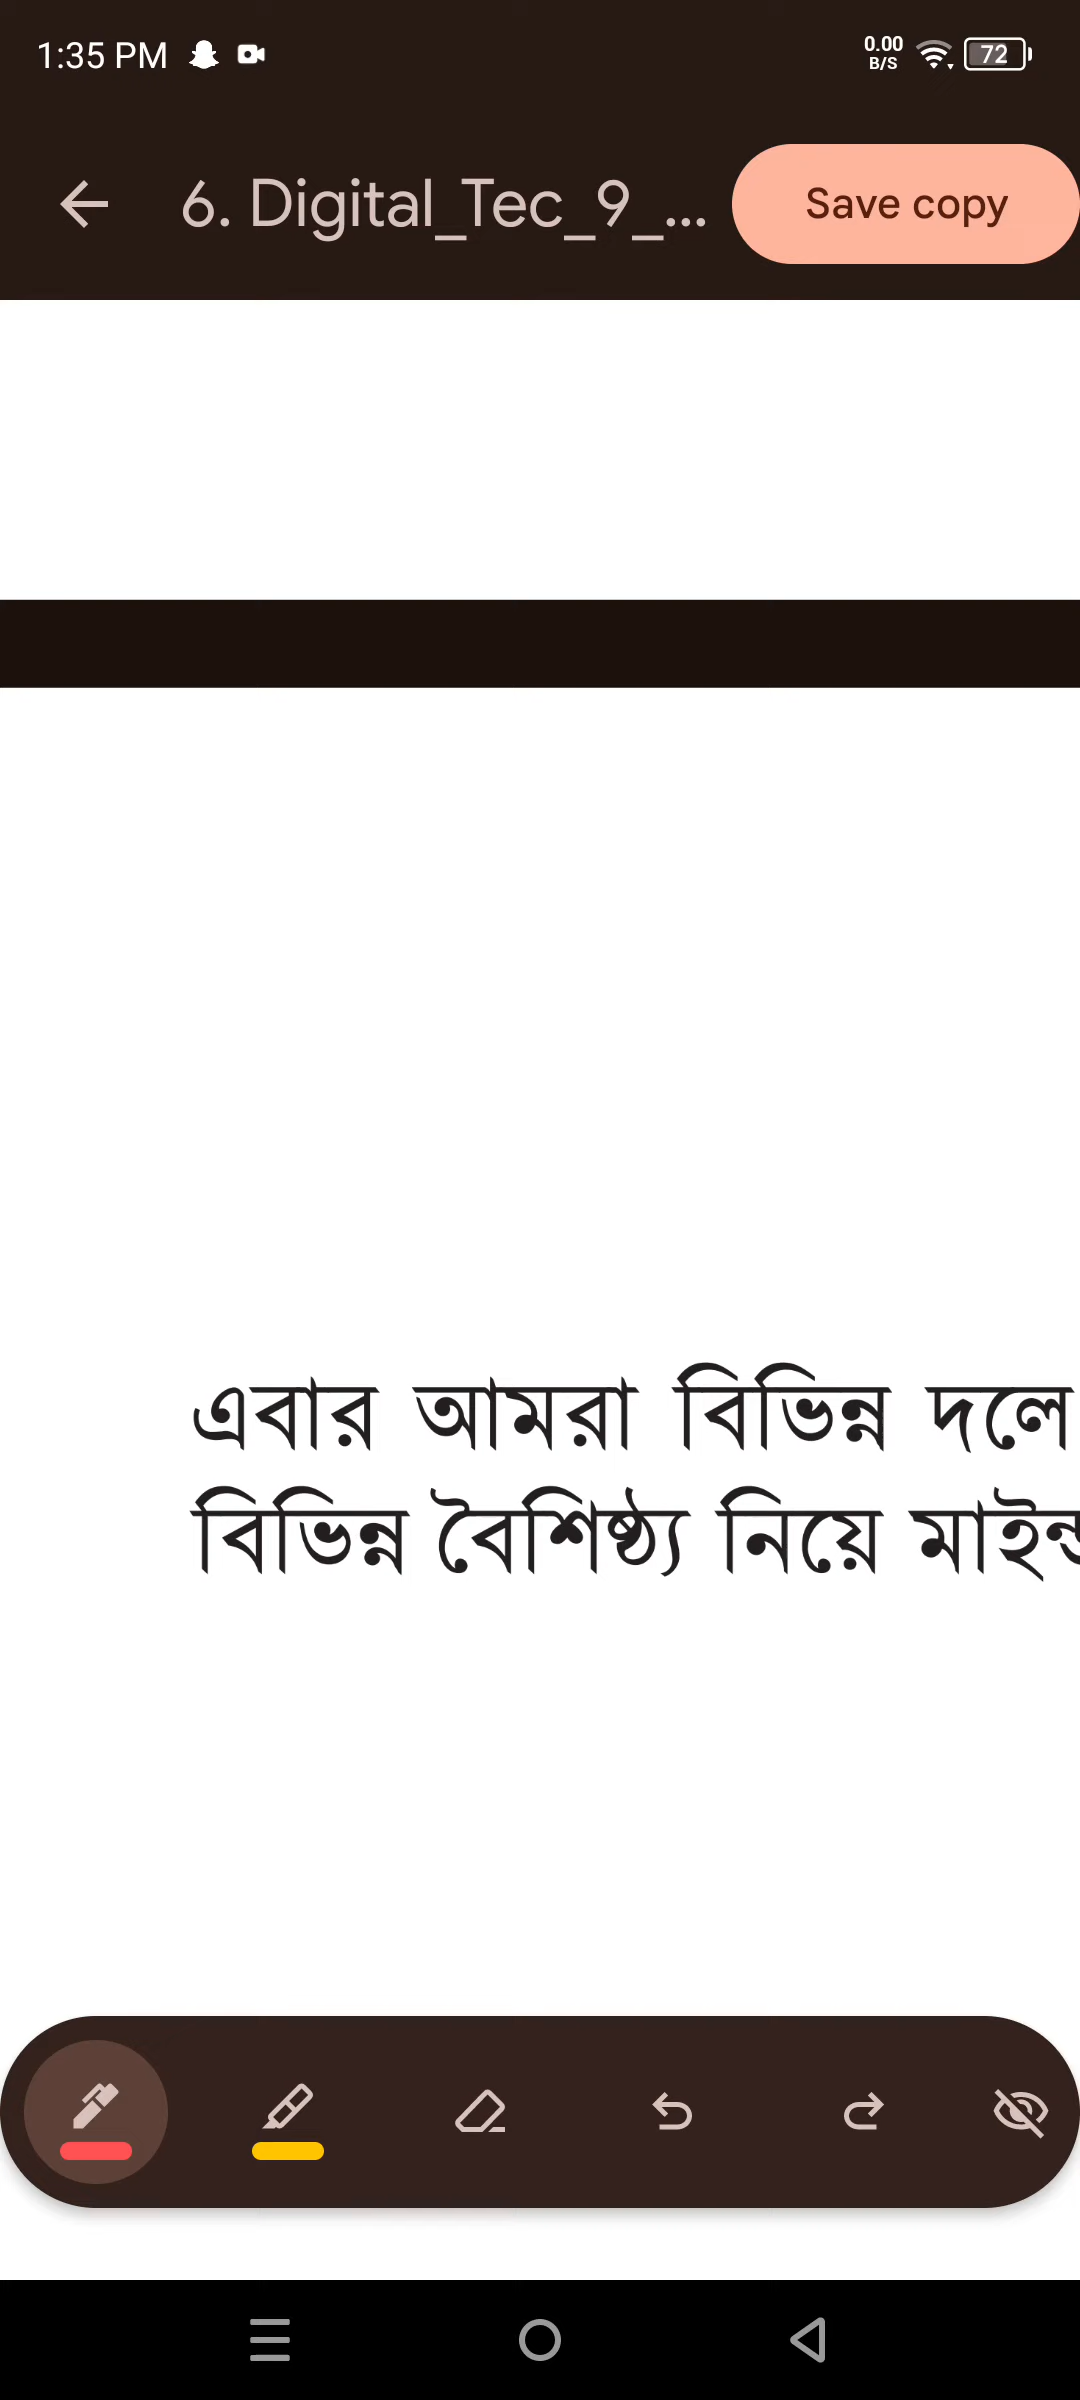 1:35 PM 0.00 B/S 72
6. Digital_Tec_9_... Save copy
এবার আমরা বিভিন্ন দলে
বিভিন্ন বৈশিষ্ঠ্য নিয়ে